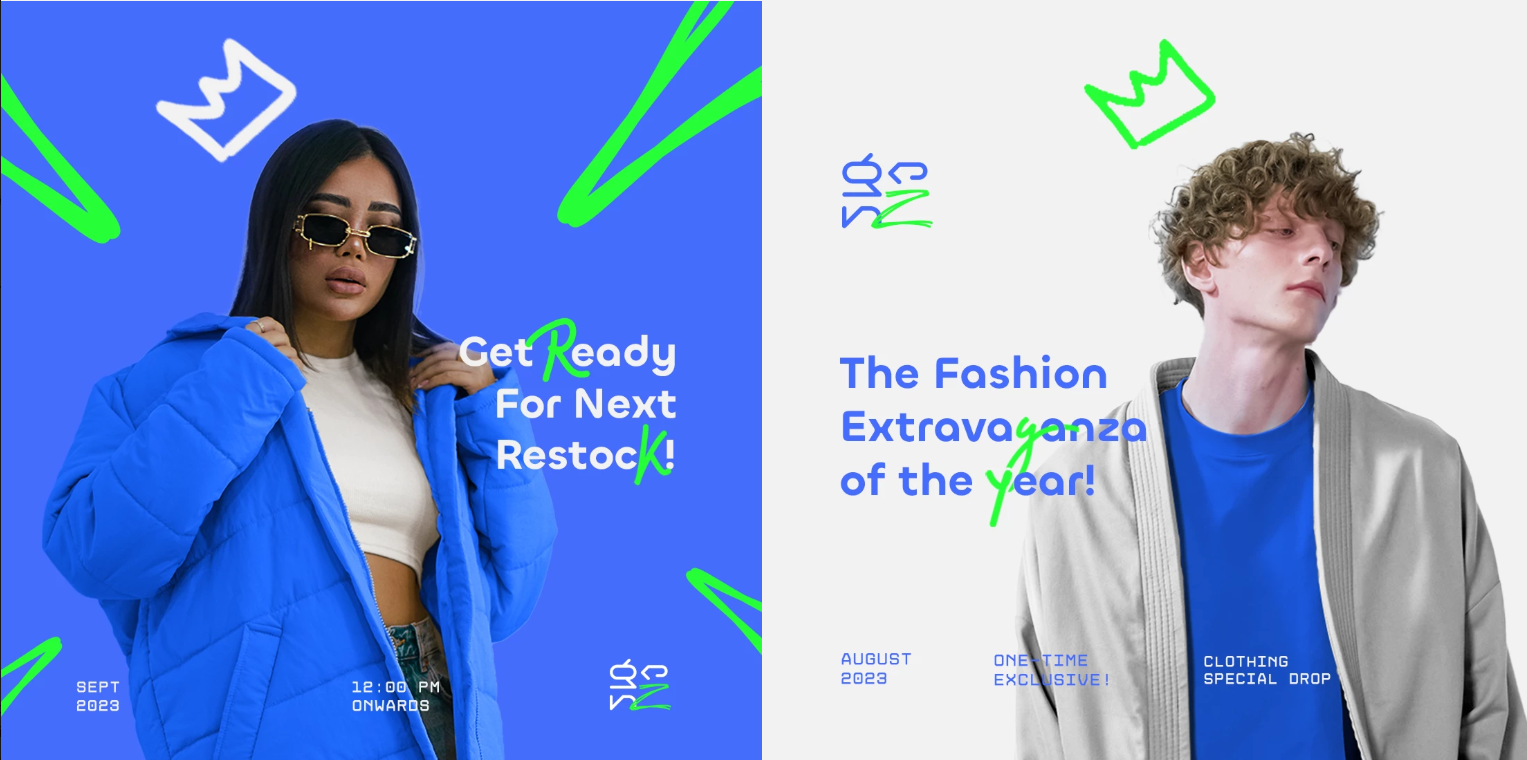 Get Ready
For Next
Restock!
SEPT
2023
12:00 PM
ONWARDS
The Fashion
Extravaganza
of the year!
AUGUST
2023
ONE-TIME
EXCLUSIVE!
CLOTHING
SPECIAL DROP